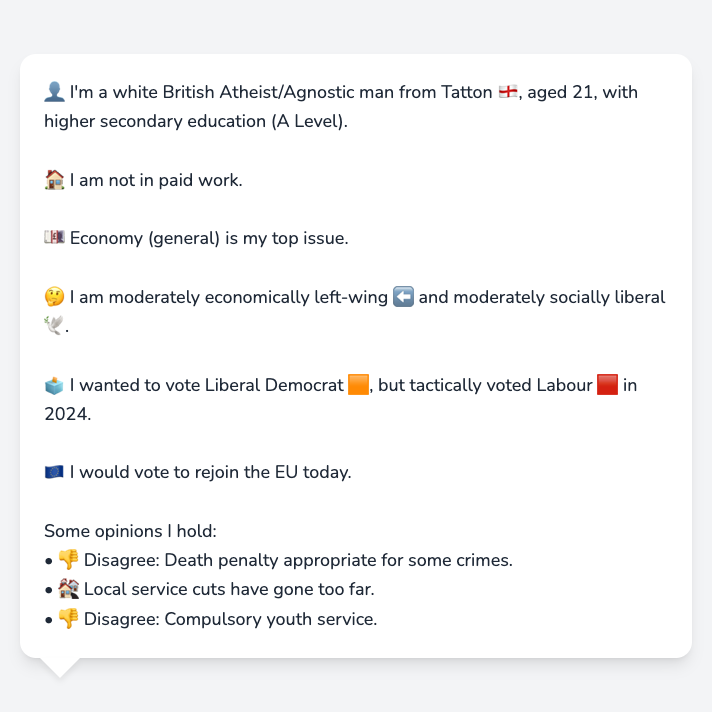 👤 I'm a white British Atheist/Agnostic man from Tatton 🏴󠁧󠁢󠁥󠁮󠁧󠁿, aged 21, with
higher secondary education (A Level).
🏠 I am not in paid work.
💷 Economy (general) is my top issue.
🤔 I am moderately economically left-wing ⬅️ and moderately socially liberal
🕊️.
🗳️ I wanted to vote Liberal Democrat 🟧, but tactically voted Labour 🟥 in
2024.
🇪🇺 I would vote to rejoin the EU today.
Some opinions I hold:
• 👎 Disagree: Death penalty appropriate for some crimes.
• 🏘️ Local service cuts have gone too far.
• 👎 Disagree: Compulsory youth service.